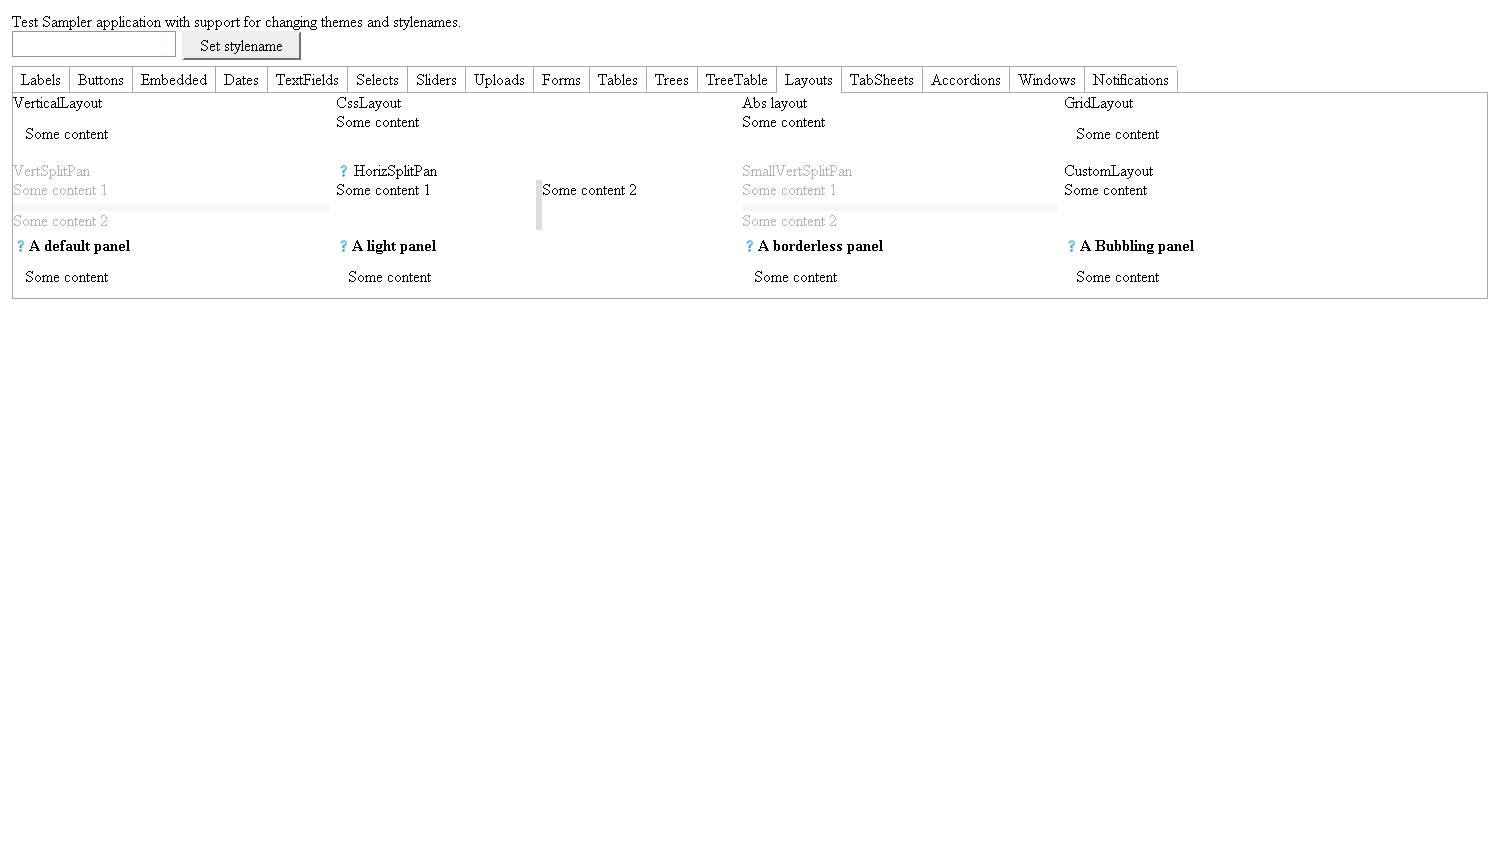 Test Sampler application with support for changing themes and stylenames.
Set stylename
Labels Buttons Embedded Dates TextFields Selects Sliders Uploads Forms Tables Trees TreeTable Layouts TabSheets Accordions Windows Notifications
VerticalLayout CssLayout Abs layout GridLayout
Some content Some content
Some content Some content
VertSplitPan ? HorizSplitPan SmallVertSplitPan CustomLayout
Some content 1 Some content 1 Some content 2 Some content 1 Some content
Some content 2 Some content 2
? A default panel ? A light panel ? A borderless panel ? A Bubbling panel
Some content Some content Some content Some content